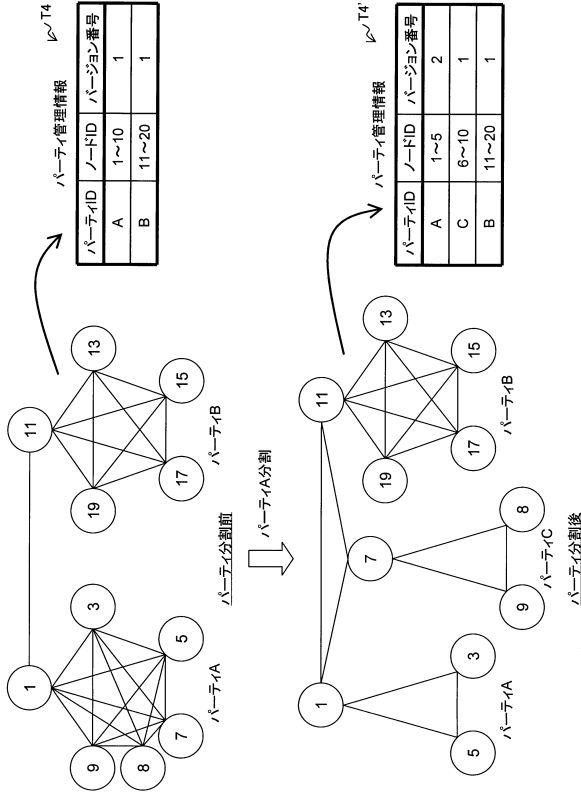 パーティ管理情報
T4
パーティID ノードID バージョン番号
A 1~10 1
B 11~20 1
1
3
5
7
8
9
パーティA
11
13
15
17
19
パーティB
パーティ分割前
パーティA分割
パーティ管理情報
T4'
パーティID ノードID バージョン番号
A 1~5 2
C 6~10 1
B 11~20 1
1
3
5
パーティA
7
8
9
パーティC
11
13
15
17
19
パーティB
パーティ分割後